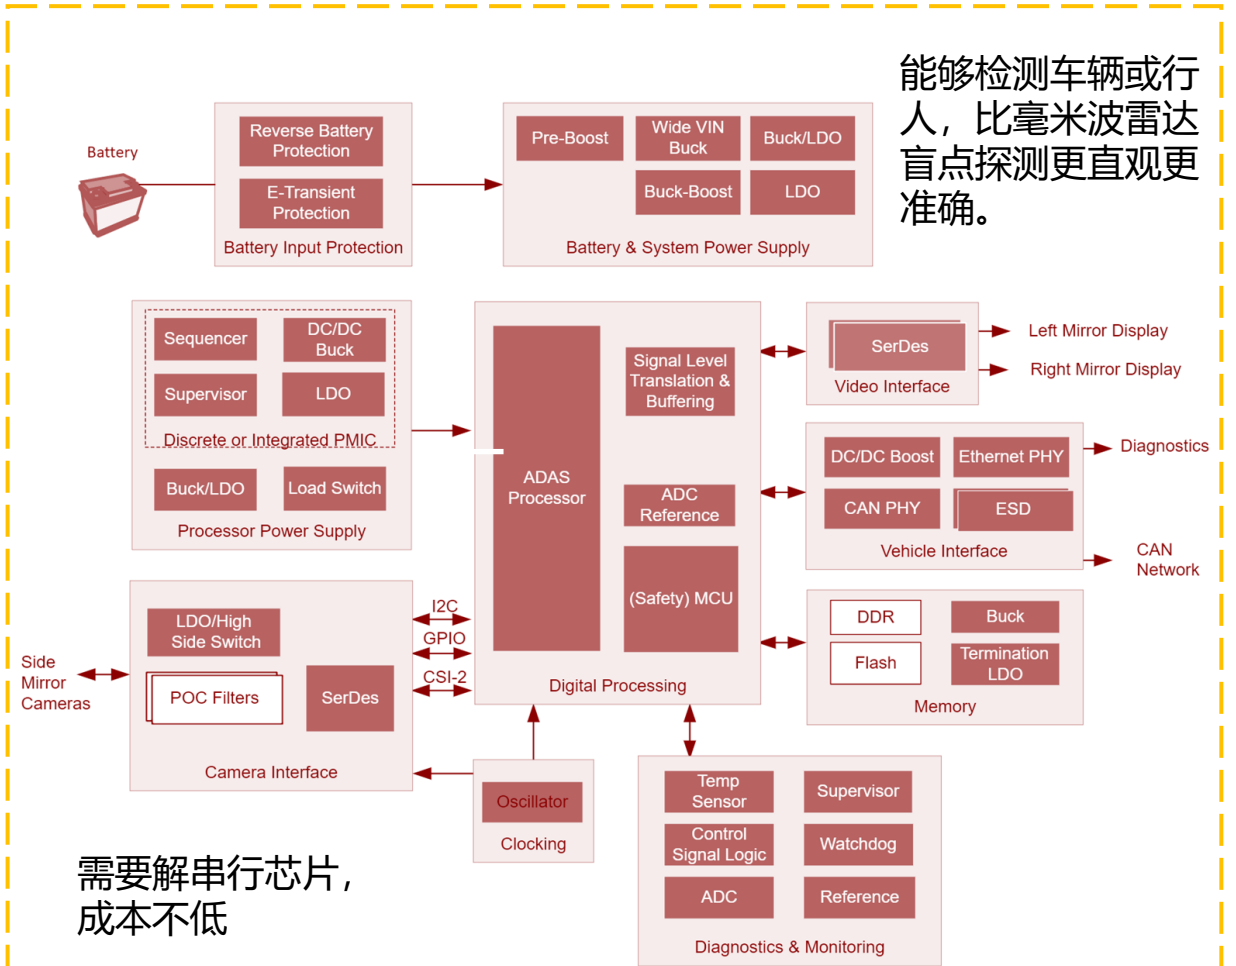 能够检测车辆或行
人，比毫米波雷达
盲点探测更直观更
准确。
Battery
Reverse Battery
Protection
E-Transient
Protection
Battery Input Protection
Pre-Boost
Wide VIN
Buck
Buck/LDO
Buck-Boost
LDO
Battery & System Power Supply
Sequencer
DC/DC
Buck
Supervisor
LDO
Discrete or Integrated PMIC
Buck/LDO
Load Switch
Processor Power Supply
ADAS
Processor
Signal Level
Translation &
Buffering
ADC
Reference
(Safety) MCU
Digital Processing
SerDes
Video Interface
Left Mirror Display
Right Mirror Display
DC/DC Boost
Ethernet PHY
CAN PHY
ESD
Vehicle Interface
Diagnostics
CAN
Network
DDR
Buck
Flash
Termination
LDO
Memory
Side
Mirror
Cameras
LDO/High
Side Switch
POC Filters
SerDes
Camera Interface
I2C
GPIO
CSI-2
Oscillator
Clocking
Temp
Sensor
Supervisor
Control
Signal Logic
Watchdog
ADC
Reference
Diagnostics & Monitoring
需要解串行芯片，
成本不低